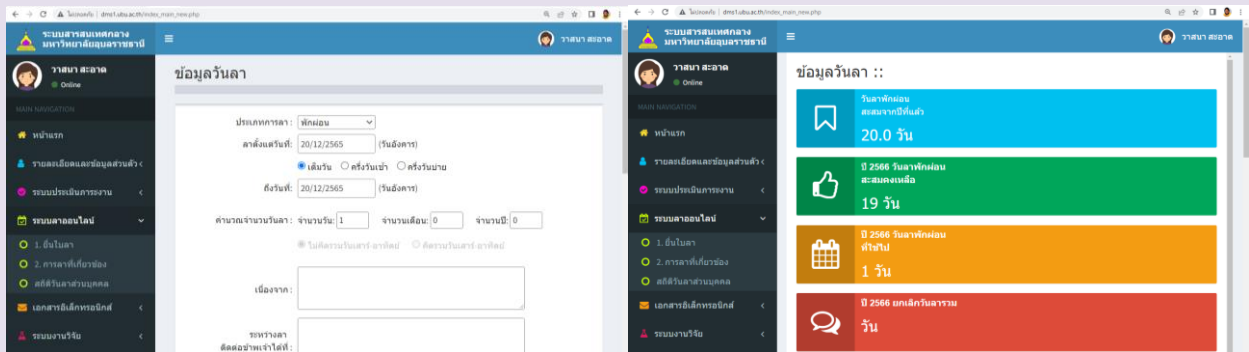 ไม่ปลอดภัย | dms1.ubu.ac.th/index_main_new.php
ระบบสารสนเทศกลาง
มหาวิทยาลัยอุบลราชธานี
วาสนา สะอาด
วาสนา สะอาด
Online
MAIN NAVIGATION
หน้าแรก
รายละเอียดและข้อมูลส่วนตัว
ระบบประเมินภาระงาน
ระบบลาออนไลน์
1. ยื่นใบลา
2. การลาที่เกี่ยวข้อง
สถิติวันลาส่วนบุคคล
เอกสารอิเล็กทรอนิกส์
ระบบงานวิจัย
ข้อมูลวันลา
ประเภทการลา : พักผ่อน
ลาตั้งแต่วันที่: 20/12/2565 (วันอังคาร)
เต็มวัน ครึ่งวันเช้า ครึ่งวันบ่าย
ถึงวันที่: 20/12/2565 (วันอังคาร)
คำนวณจำนวนวันลา : จำนวนวัน: 1 จำนวนเดือน: 0 จำนวนปี: 0
ไม่คิดรวมวันเสาร์-อาทิตย์ คิดรวมวันเสาร์-อาทิตย์
เนื่องจาก :
ระหว่างลา
ติดต่อข้าพเจ้าได้ที่ :
ไม่ปลอดภัย | dms1.ubu.ac.th/index_main_new.php
ระบบสารสนเทศกลาง
มหาวิทยาลัยอุบลราชธานี
วาสนา สะอาด
วาสนา สะอาด
Online
MAIN NAVIGATION
หน้าแรก
รายละเอียดและข้อมูลส่วนตัว
ระบบประเมินภาระงาน
ระบบลาออนไลน์
1. ยื่นใบลา
2. การลาที่เกี่ยวข้อง
สถิติวันลาส่วนบุคคล
เอกสารอิเล็กทรอนิกส์
ระบบงานวิจัย
ข้อมูลวันลา ::
วันลาพักผ่อน
สะสมจากปีที่แล้ว
20.0 วัน
ปี 2566 วันลาพักผ่อน
สะสมคงเหลือ
19 วัน
ปี 2566 วันลาพักผ่อน
ที่ใช้ไป
1 วัน
ปี 2566 ยกเลิกวันลารวม
วัน